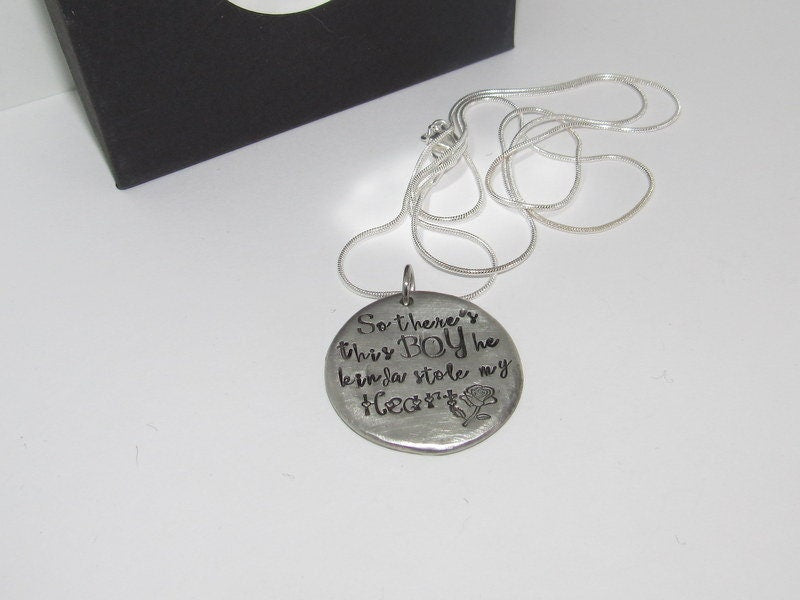 So there's
this BOY he
kinda stole my
Heart